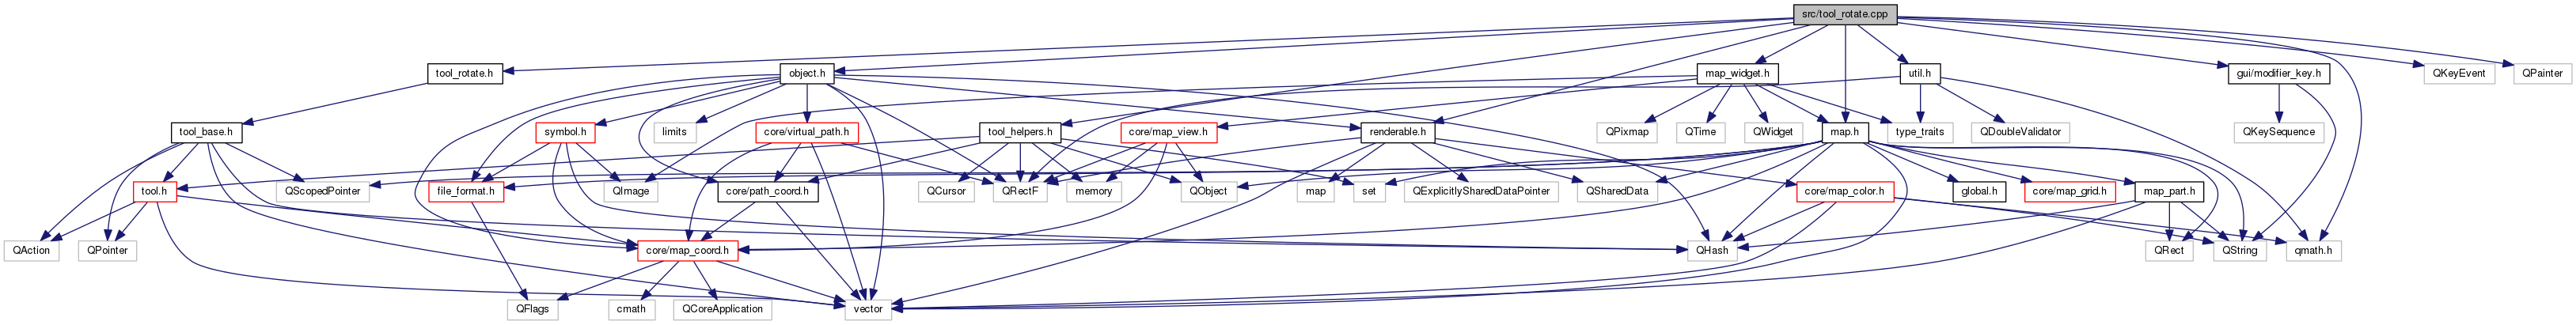 src/tool_rotate.cpp
tool_rotate.h
object.h
map_widget.h
util.h
gui/modifier_key.h
QKeyEvent
QPainter
tool_base.h
symbol.h
limits
core/virtual_path.h
tool_helpers.h
core/map_view.h
renderable.h
QPixmap
QTime
QWidget
map.h
type_traits
QDoubleValidator
QKeySequence
tool.h
QScopedPointer
file_format.h
QImage
core/path_coord.h
QCursor
QRectF
memory
QObject
map
set
QExplicitlySharedDataPointer
QSharedData
core/map_color.h
global.h
core/map_grid.h
map_part.h
QAction
QPointer
core/map_coord.h
QHash
QRect
QString
qmath.h
QFlags
cmath
QCoreApplication
vector